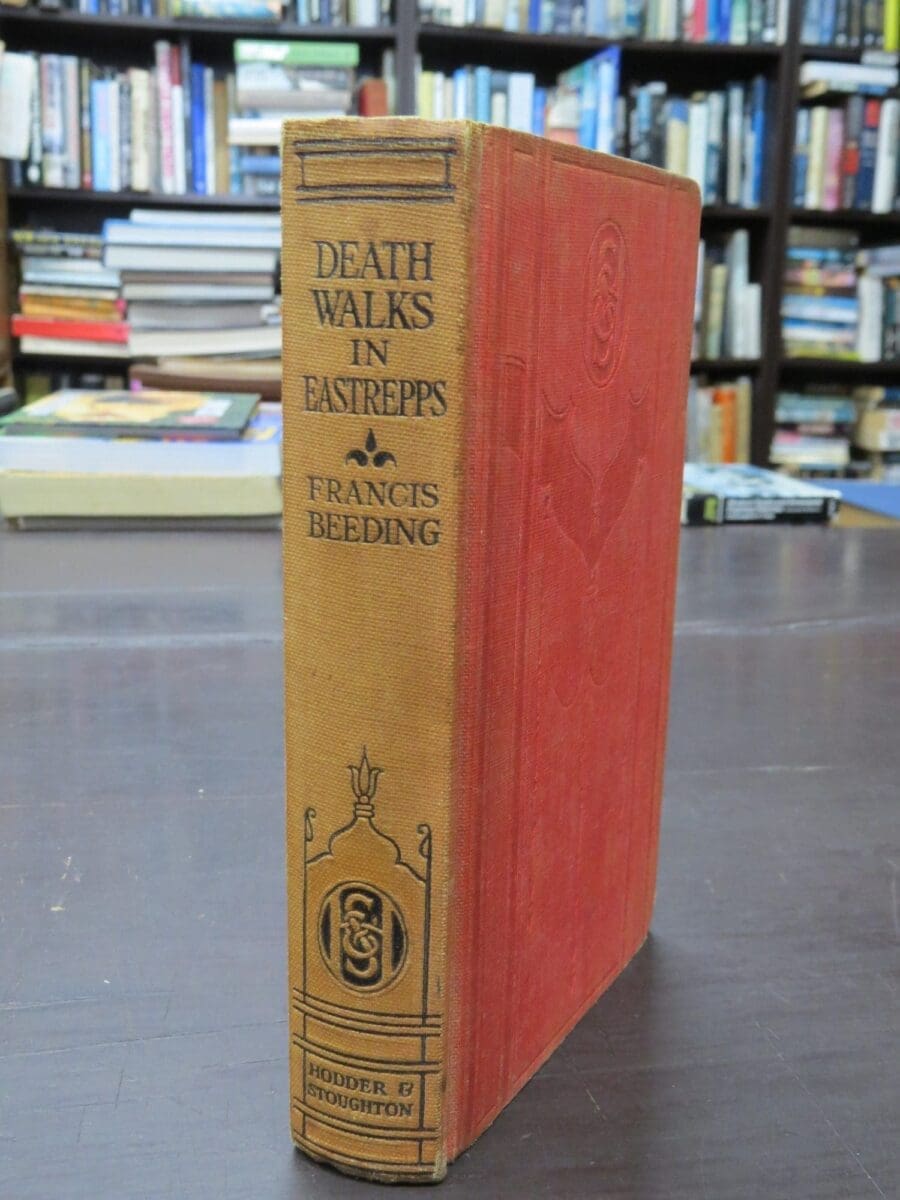 DEATH
WALKS
IN
EASTREPPS
FRANCIS
BEEDING
HODDER &
STOUGHTON